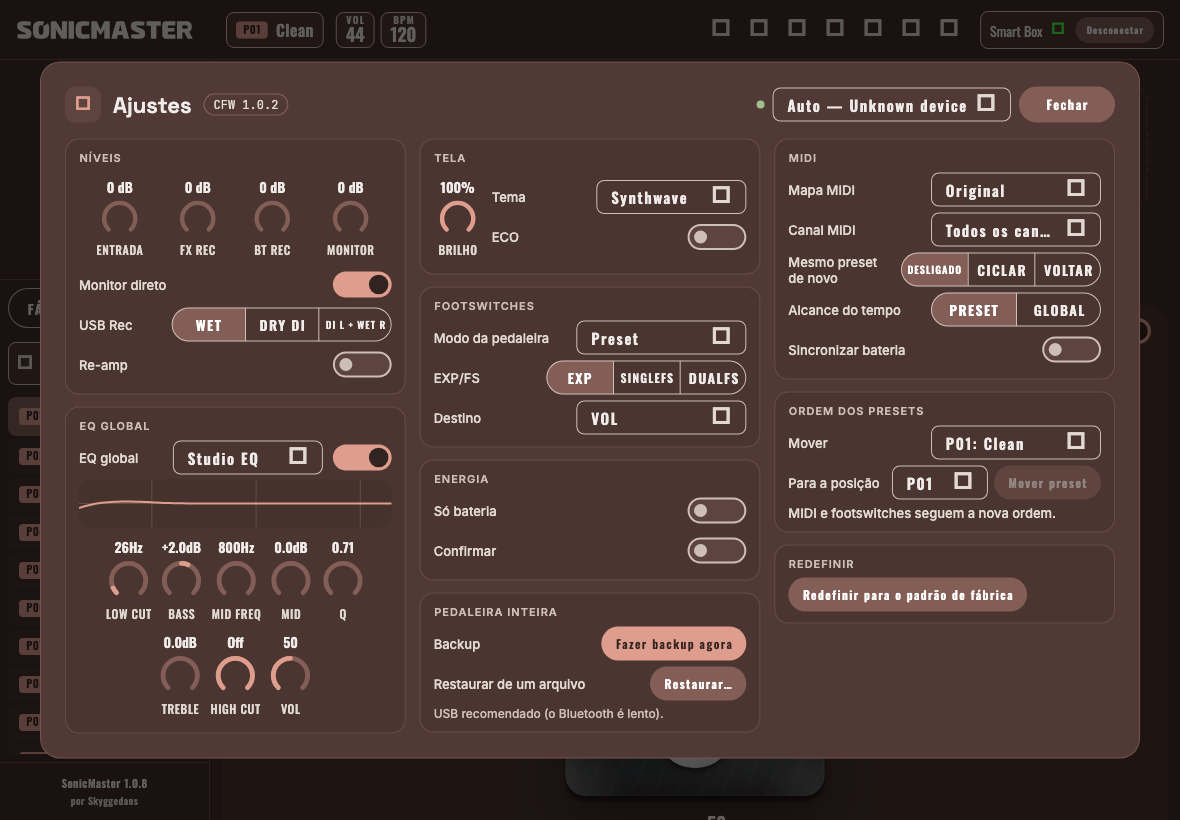 SONICMASTER
P01 Clean
VOL 44
BPM 120
Smart Box
Desconectar
Ajustes
CFW 1.0.2
Auto — Unknown device
Fechar
NÍVEIS
0 dB 0 dB 0 dB 0 dB
ENTRADA FX REC BT REC MONITOR
Monitor direto
USB Rec WET DRY DI DI L + WET R
Re-amp
EQ GLOBAL
EQ global Studio EQ
26Hz +2.0dB 800Hz 0.0dB 0.71
LOW CUT BASS MID FREQ MID Q
0.0dB Off 50
TREBLE HIGH CUT VOL
TELA
100%
BRILHO
Tema Synthwave
ECO
FOOTSWITCHES
Modo da pedaleira Preset
EXP/FS EXP SINGLEFS DUALFS
Destino VOL
ENERGIA
Só bateria
Confirmar
PEDALEIRA INTEIRA
Backup Fazer backup agora
Restaurar de um arquivo Restaurar…
USB recomendado (o Bluetooth é lento).
MIDI
Mapa MIDI Original
Canal MIDI Todos os can…
Mesmo preset
de novo
DESLIGADO CICLAR VOLTAR
Alcance do tempo PRESET GLOBAL
Sincronizar bateria
ORDEM DOS PRESETS
Mover P01: Clean
Para a posição P01 Mover preset
MIDI e footswitches seguem a nova ordem.
REDEFINIR
Redefinir para o padrão de fábrica
SonicMaster 1.0.8
por Skyggedans